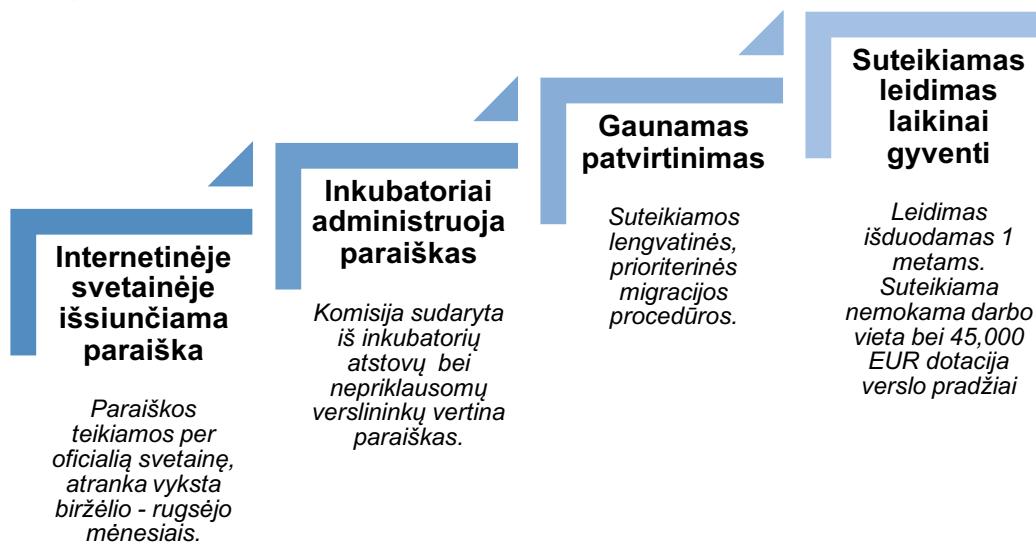 Internetinėje
svetainėje
išsiunčiama
paraiška
Paraiškos
teikiamos per
oficialią svetainę,
atranka vyksta
birželio - rugsėjo
mėnesiais.
Inkubatoriai
administruoja
paraiškas
Komisija sudaryta
iš inkubatorių
atstovų bei
nepriklausomų
verslininkų vertina
paraiškas.
Gaunamas
patvirtinimas
Suteikiamos
lengvatinės,
prioriterinės
migracijos
procedūros.
Suteikiamas
leidimas
laikinai
gyventi
Leidimas
išduodamas 1
metams.
Suteikiama
nemokama darbo
vieta bei 45,000
EUR dotacija
verslo pradžiai